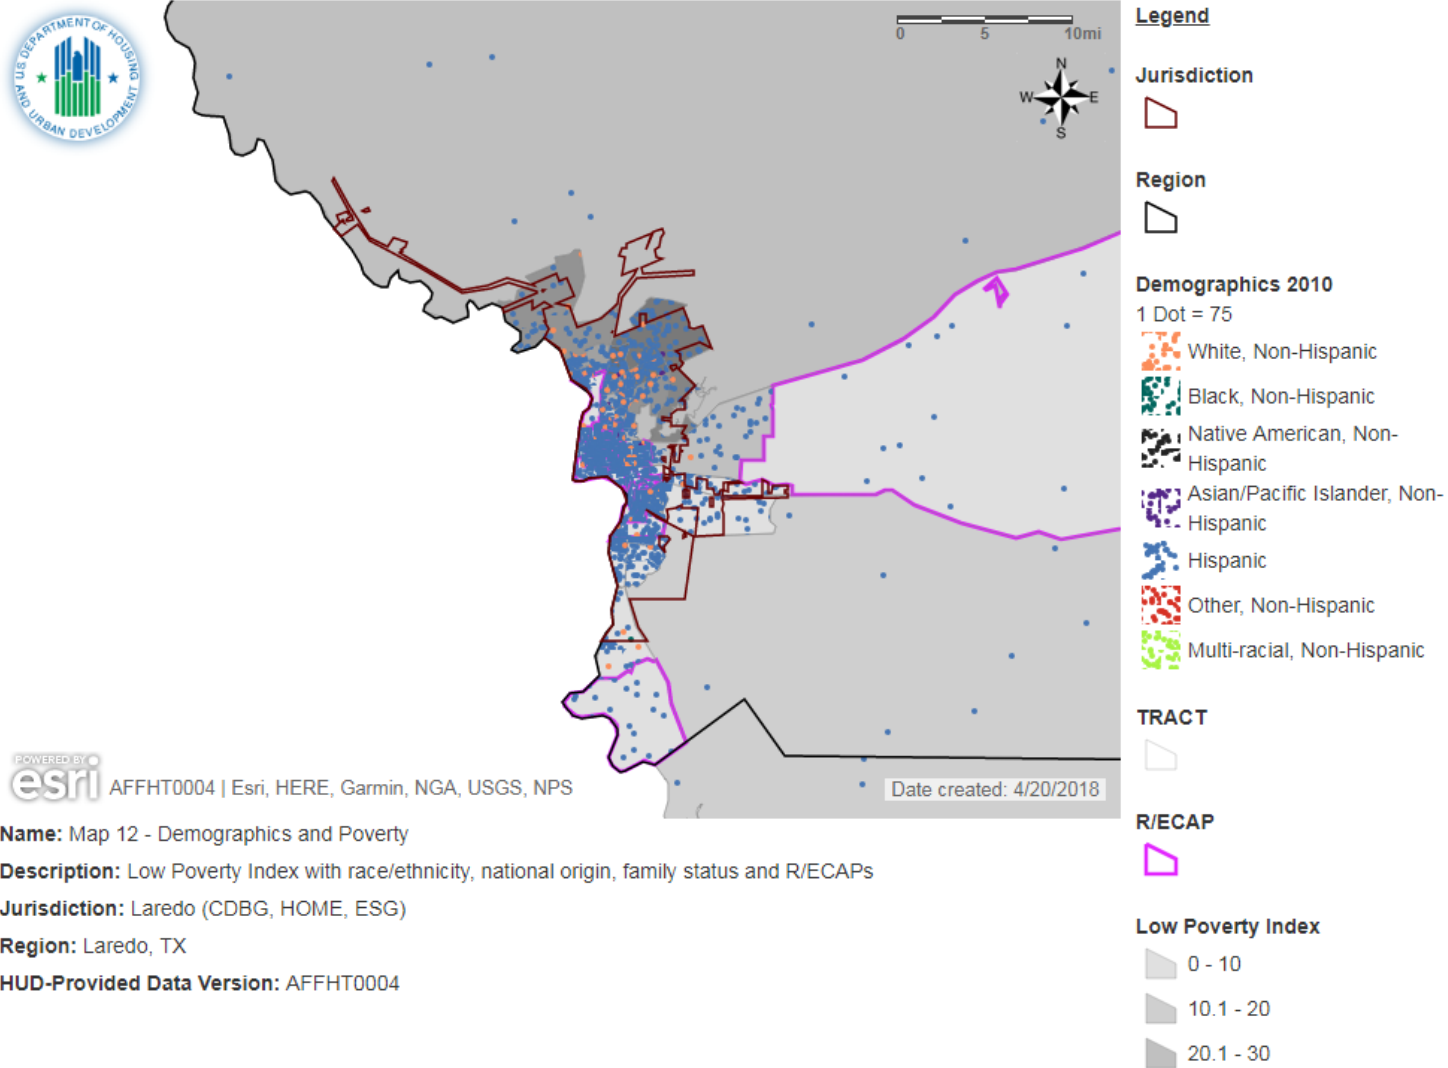 US DEPARTMENT OF HOUSING
AND URBAN DEVELOPMENT
0 5 10mi
N
W E
S
Legend
Jurisdiction
Region
Demographics 2010
1 Dot = 75
White, Non-Hispanic
Black, Non-Hispanic
Native American, Non-
Hispanic
Asian/Pacific Islander, Non-
Hispanic
Hispanic
Other, Non-Hispanic
Multi-racial, Non-Hispanic
TRACT
R/ECAP
Low Poverty Index
0 - 10
10.1 - 20
20.1 - 30
POWERED BY
esri
AFFHT0004 | Esri, HERE, Garmin, NGA, USGS, NPS
Date created: 4/20/2018
Name: Map 12 - Demographics and Poverty
Description: Low Poverty Index with race/ethnicity, national origin, family status and R/ECAPs
Jurisdiction: Laredo (CDBG, HOME, ESG)
Region: Laredo, TX
HUD-Provided Data Version: AFFHT0004